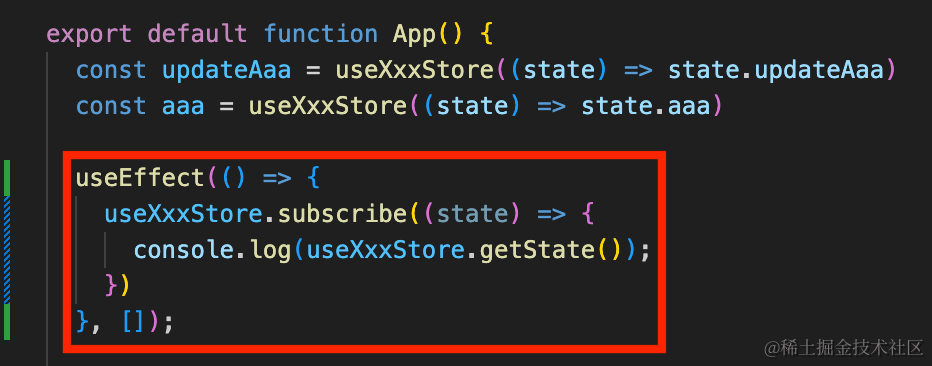 export default function App() {
const updateAaa = useXxxStore((state) => state.updateAaa)
const aaa = useXxxStore((state) => state.aaa)
useEffect(() => {
useXxxStore.subscribe((state) => {
console.log(useXxxStore.getState());
})
}, []);
@稀土掘金技术社区